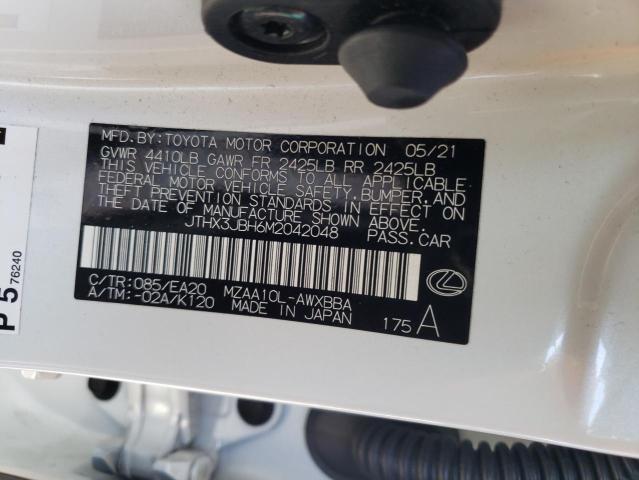 MFD.BY:TOYOTA MOTOR CORPORATION 05/21
GVWR 4410LB GAWR FR 2425LB RR 2425LB
THIS VEHICLE CONFORMS TO ALL APPLICABLE
FEDERAL MOTOR VEHICLE SAFETY,BUMPER,AND
THEFT PREVENTION STANDARDS IN EFFECT ON
THE DATE OF MANUFACTURE SHOWN ABOVE.
JTHX3JBH6M2042048 PASS.CAR
C/TR:085/EA20 MZAA10L-AWXBBA
A/TM:-02A/K120 MADE IN JAPAN 175 A
P 5 76240